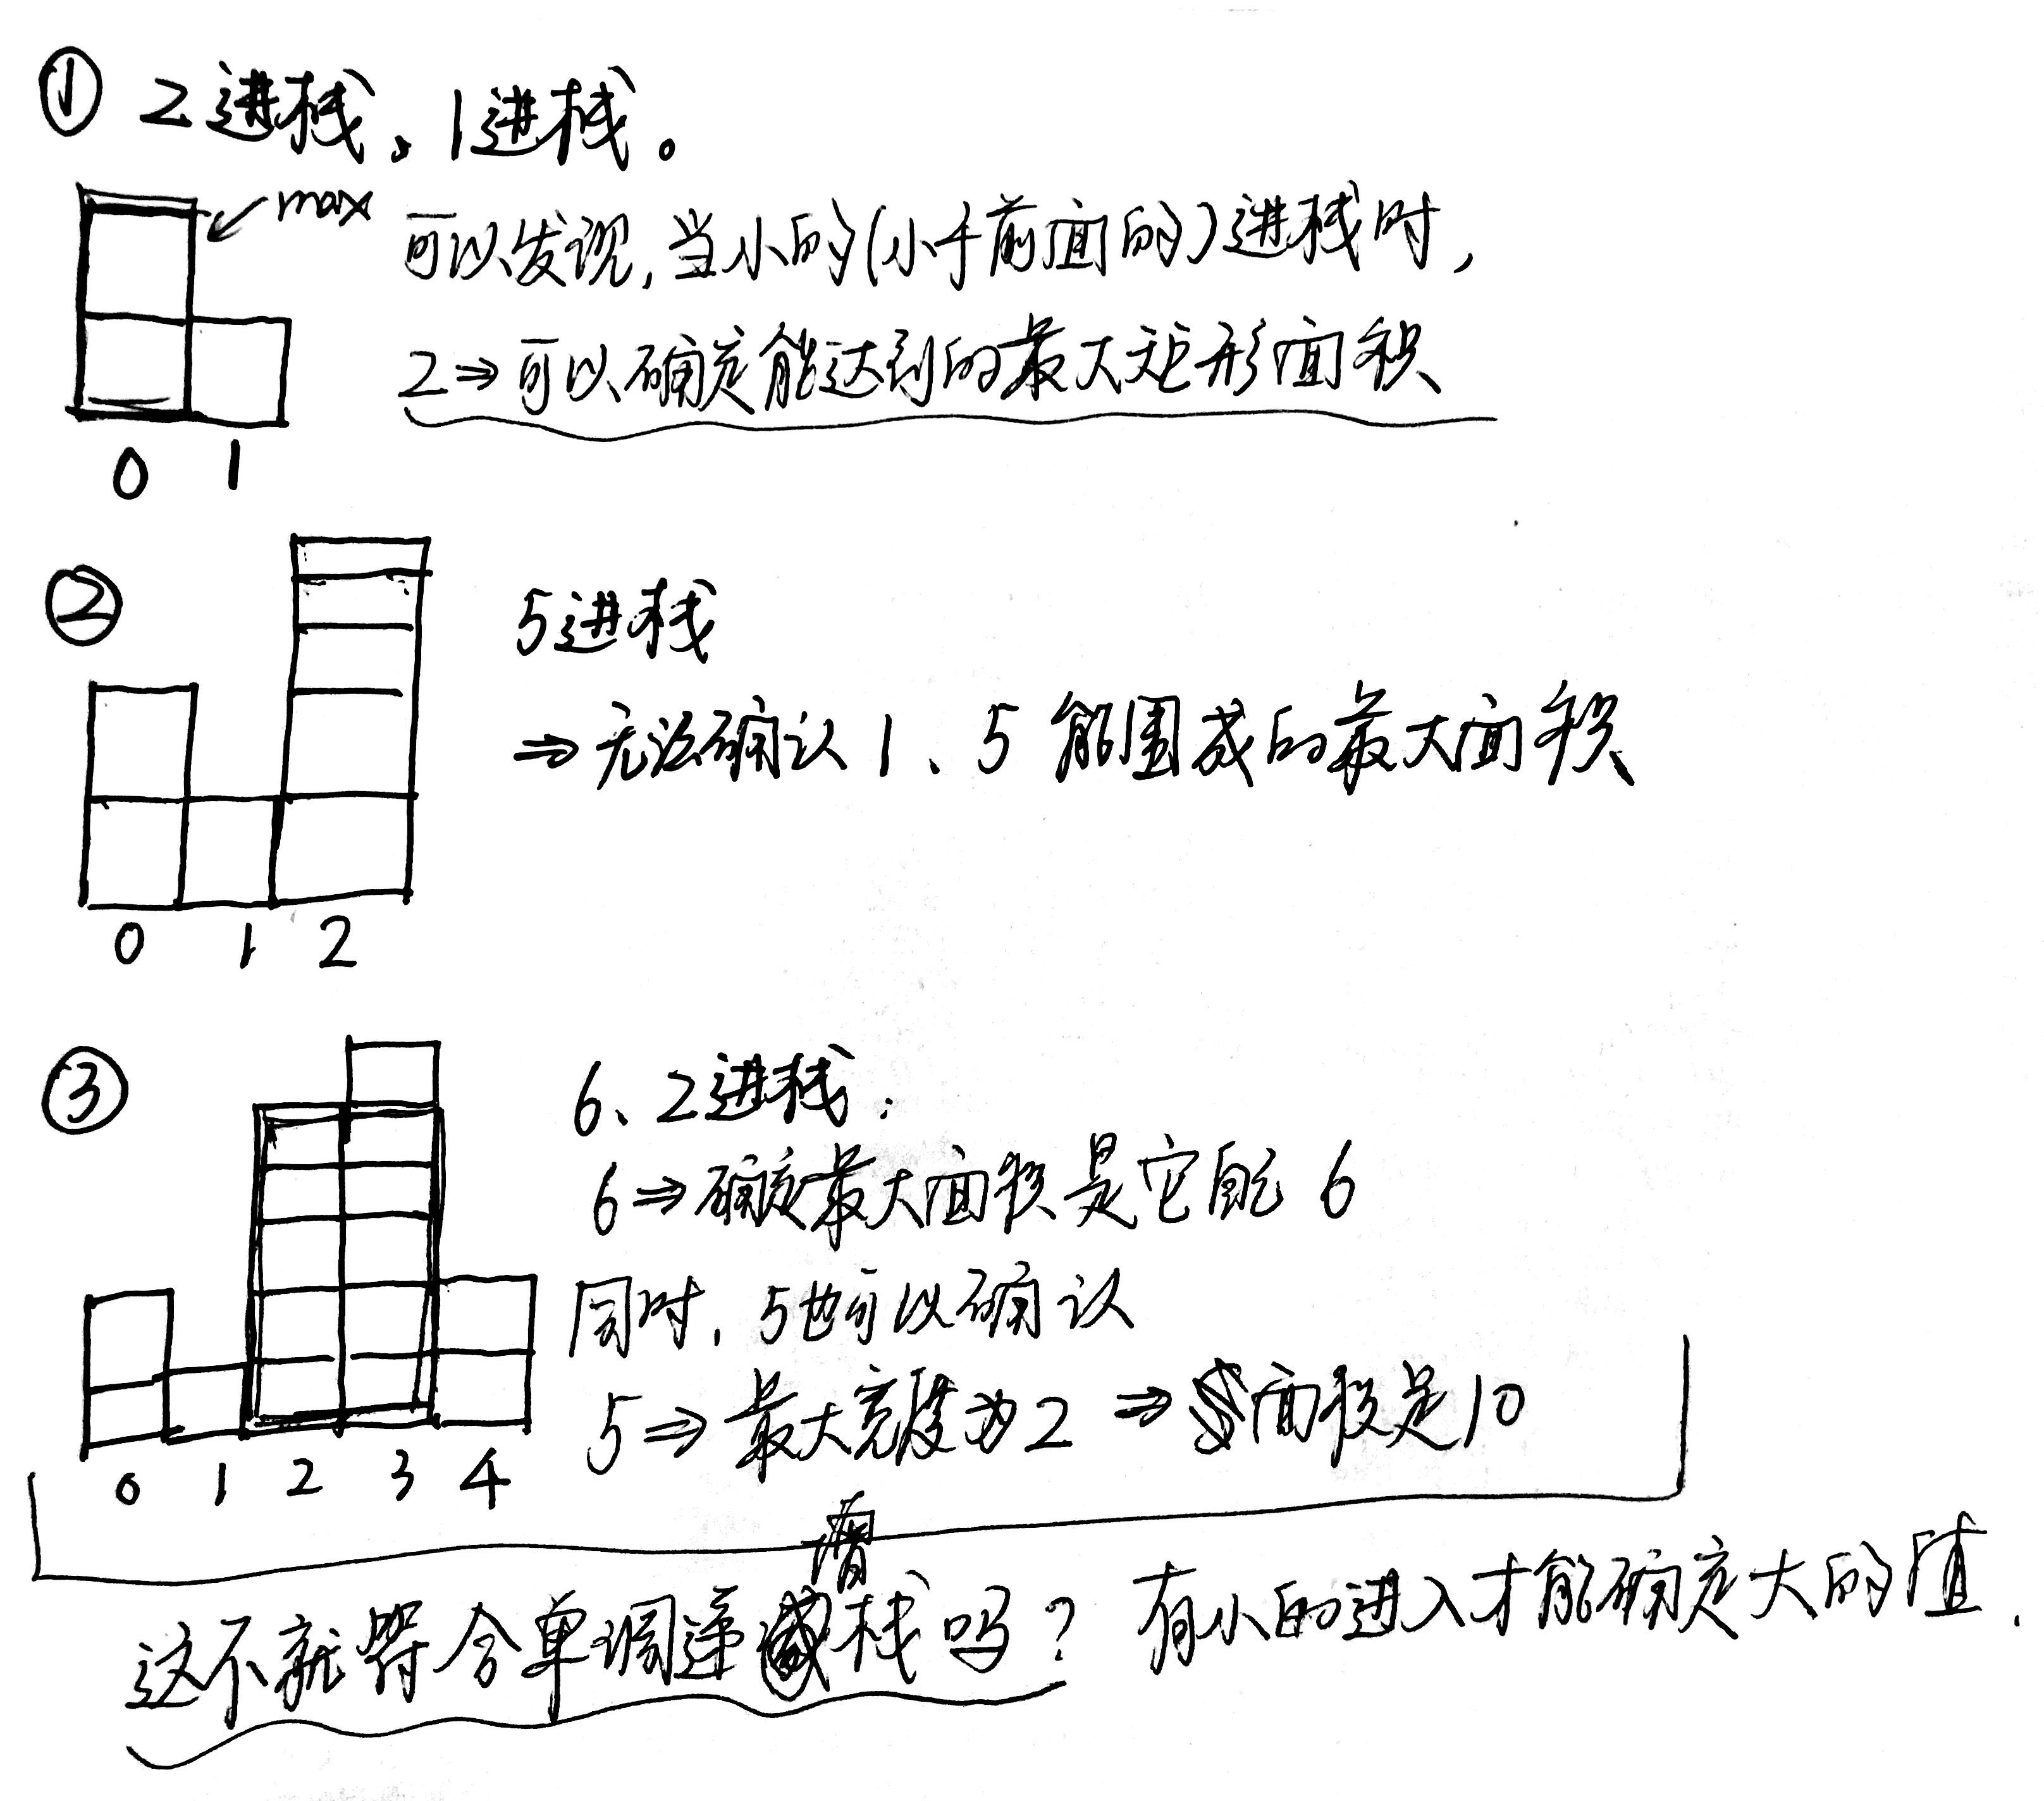 ① 2进栈、1进栈。
max
可以发现,当小的(小于前面的)进栈时,
2⇒可以确定能达到的最大矩形面积
0 1
②
5进栈
⇒无法确认1、5能围成的最大面积
0 1 2
③
6、2进栈:
6⇒确定最大面积是它自己6
同时,5也可以确认
5⇒最大宽度为2⇒面积是10
0 1 2 3 4
增
这不就符合单调递栈吗? 有小的进入才能确定大的值.